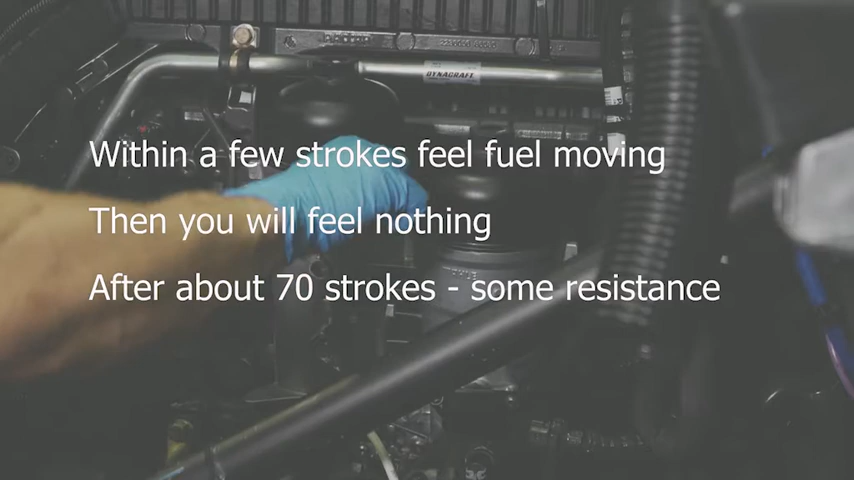 DYNACRAFT
Within a few strokes feel fuel moving
Then you will feel nothing
After about 70 strokes - some resistance